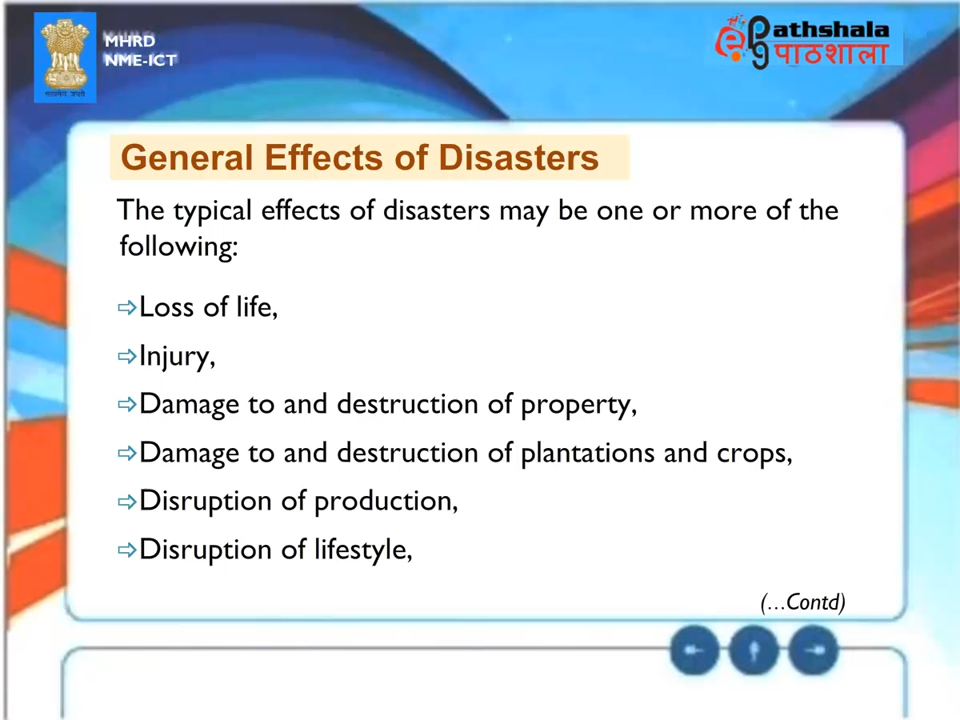 MHRD
NME-ICT
epg
athshala
पाठशाला
General Effects of Disasters
The typical effects of disasters may be one or more of the
following:
⇨Loss of life,
⇨Injury,
⇨Damage to and destruction of property,
⇨Damage to and destruction of plantations and crops,
⇨Disruption of production,
⇨Disruption of lifestyle,
(...Contd)